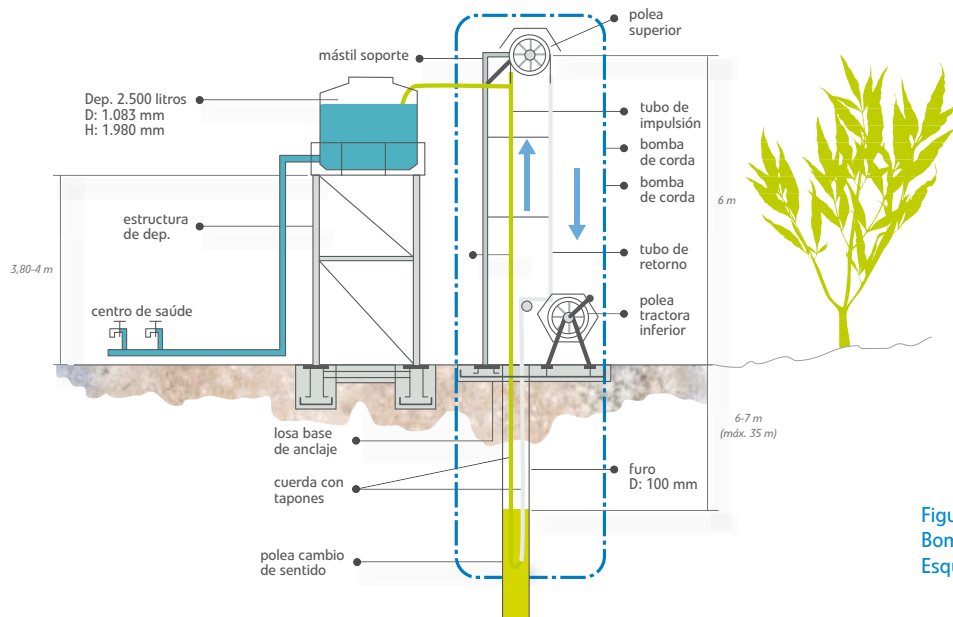 polea
superior
mástil soporte
Dep. 2.500 litros
D: 1.083 mm
H: 1.980 mm
tubo de
impulsión
bomba
de corda
bomba
de corda
6 m
estructura
de dep.
tubo de
retorno
3,80-4 m
centro de saúde
polea
tractora
inferior
6-7 m
(máx. 35 m)
losa base
de anclaje
cuerda con
tapones
furo
D: 100 mm
polea cambio
de sentido
Figu
Bom
Esqu